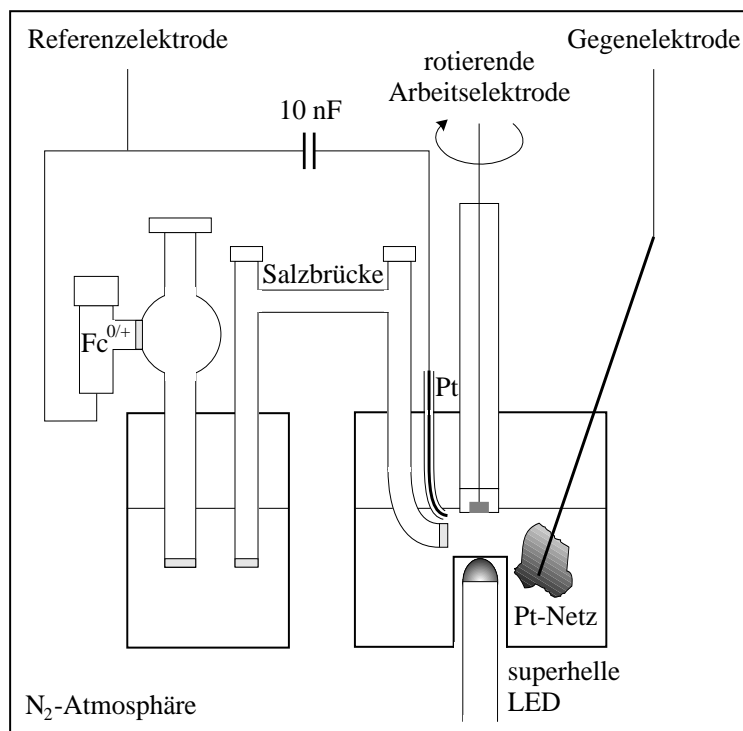 Referenzelektrode
Gegenelektrode
rotierende
Arbeitselektrode
10 nF
Salzbrücke
Fc0/+
Pt
Pt-Netz
superhelle
LED
N2-Atmosphäre